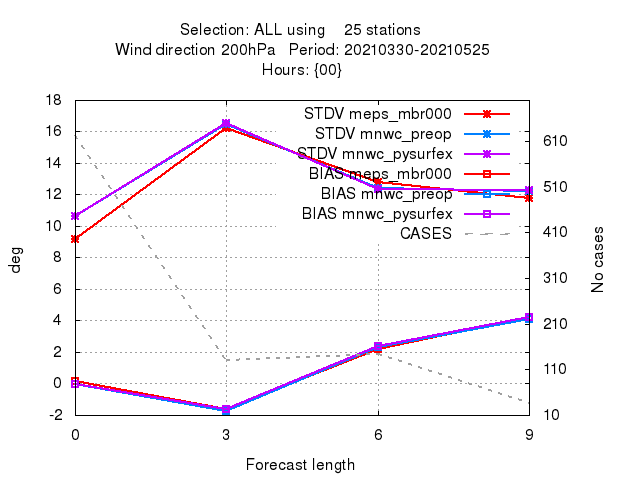 Selection: ALL using 25 stations
Wind direction 200hPa Period: 20210330-20210525
Hours: {00}
18
16
14
12
10
8
6
4
2
0
-2
deg
STDV meps_mbr000
STDV mnwc_preop
STDV mnwc_pysurfex
BIAS meps_mbr000
BIAS mnwc_preop
BIAS mnwc_pysurfex
CASES
610
510
410
310
210
110
10
No cases
0 3 6 9
Forecast length